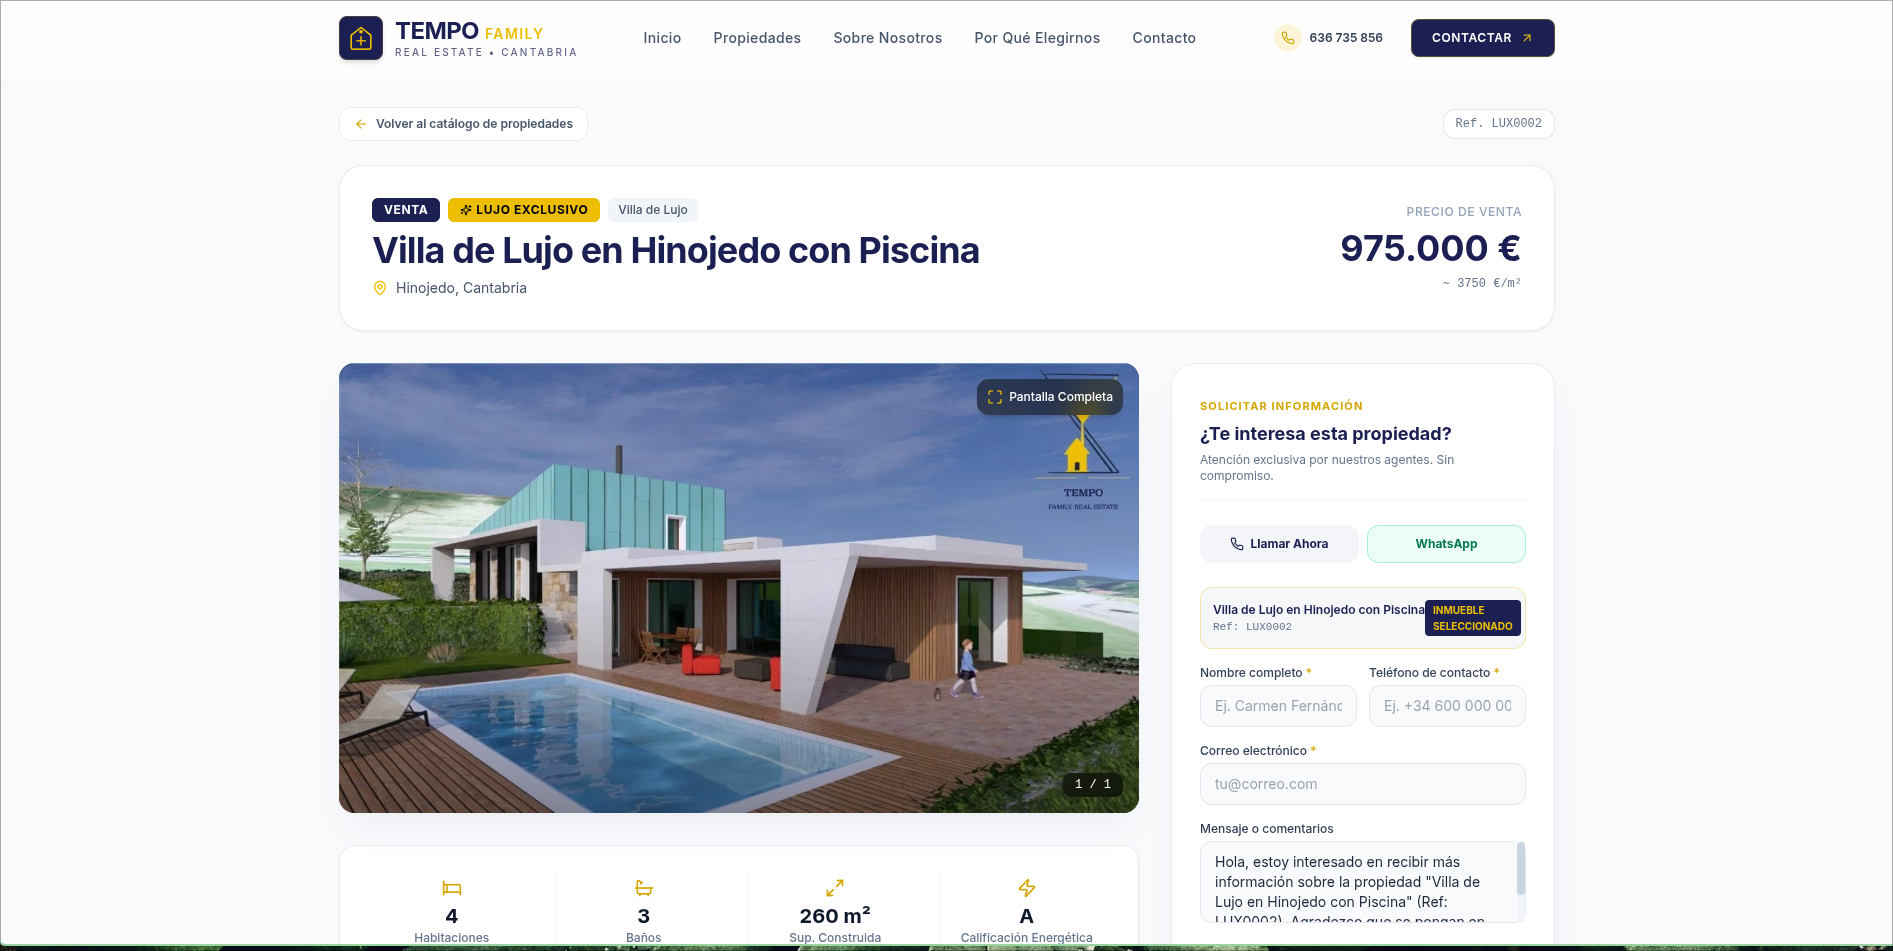 TEMPO FAMILY
REAL ESTATE • CANTABRIA
Inicio
Propiedades
Sobre Nosotros
Por Qué Elegirnos
Contacto
636 735 856
CONTACTAR
Volver al catálogo de propiedades
Ref. LUX0002
VENTA
LUJO EXCLUSIVO
Villa de Lujo
Villa de Lujo en Hinojedo con Piscina
Hinojedo, Cantabria
PRECIO DE VENTA
975.000 €
~ 3750 €/m²
Pantalla Completa
TEMPO
FAMILY REAL ESTATE
1 / 1
4
Habitaciones
3
Baños
260 m²
Sup. Construida
A
Calificación Energética
SOLICITAR INFORMACIÓN
¿Te interesa esta propiedad?
Atención exclusiva por nuestros agentes. Sin
compromiso.
Llamar Ahora
WhatsApp
Villa de Lujo en Hinojedo con Piscina
Ref: LUX0002
INMUEBLE
SELECCIONADO
Nombre completo *
Ej. Carmen Fernánc
Teléfono de contacto *
Ej. +34 600 000 00
Correo electrónico *
tu@correo.com
Mensaje o comentarios
Hola, estoy interesado en recibir más
información sobre la propiedad "Villa de
Lujo en Hinojedo con Piscina" (Ref:
LUX0002). Agradezco que se pongan en